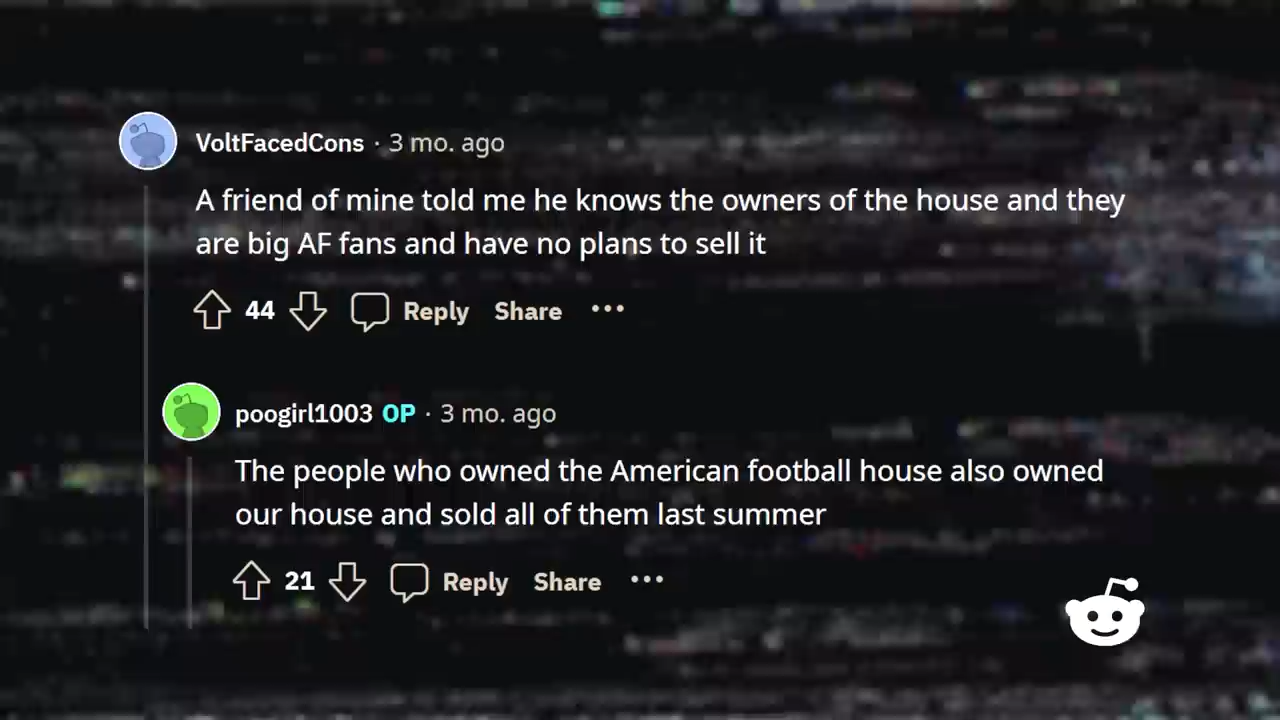 VoltFacedCons · 3 mo. ago
A friend of mine told me he knows the owners of the house and they
are big AF fans and have no plans to sell it
44 Reply Share •••
poogirl1003 OP · 3 mo. ago
The people who owned the American football house also owned
our house and sold all of them last summer
21 Reply Share •••